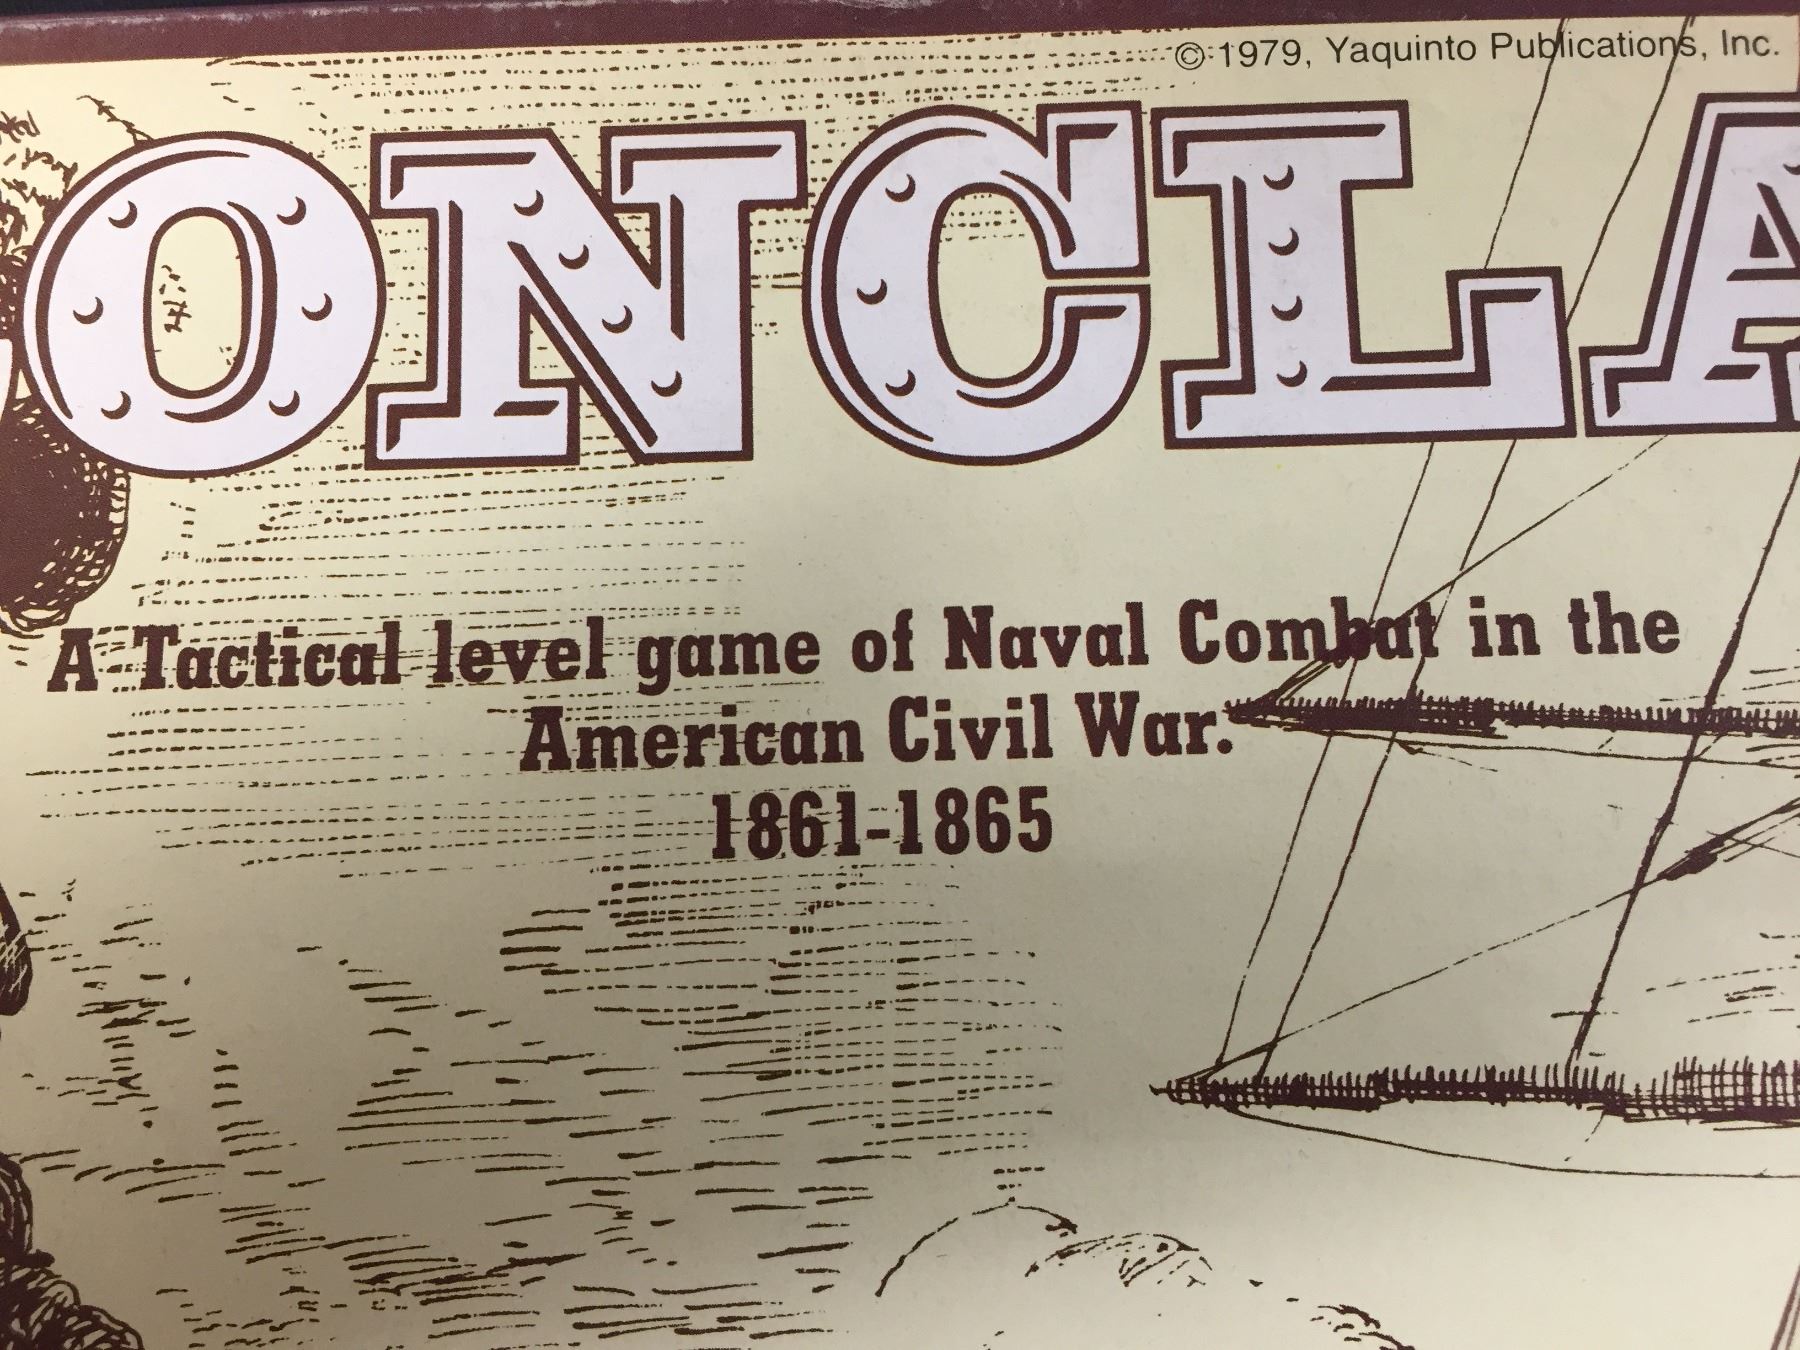 © 1979, Yaquinto Publications, Inc.
ONCLA
A Tactical level game of Naval Combat in the
American Civil War.
1861-1865